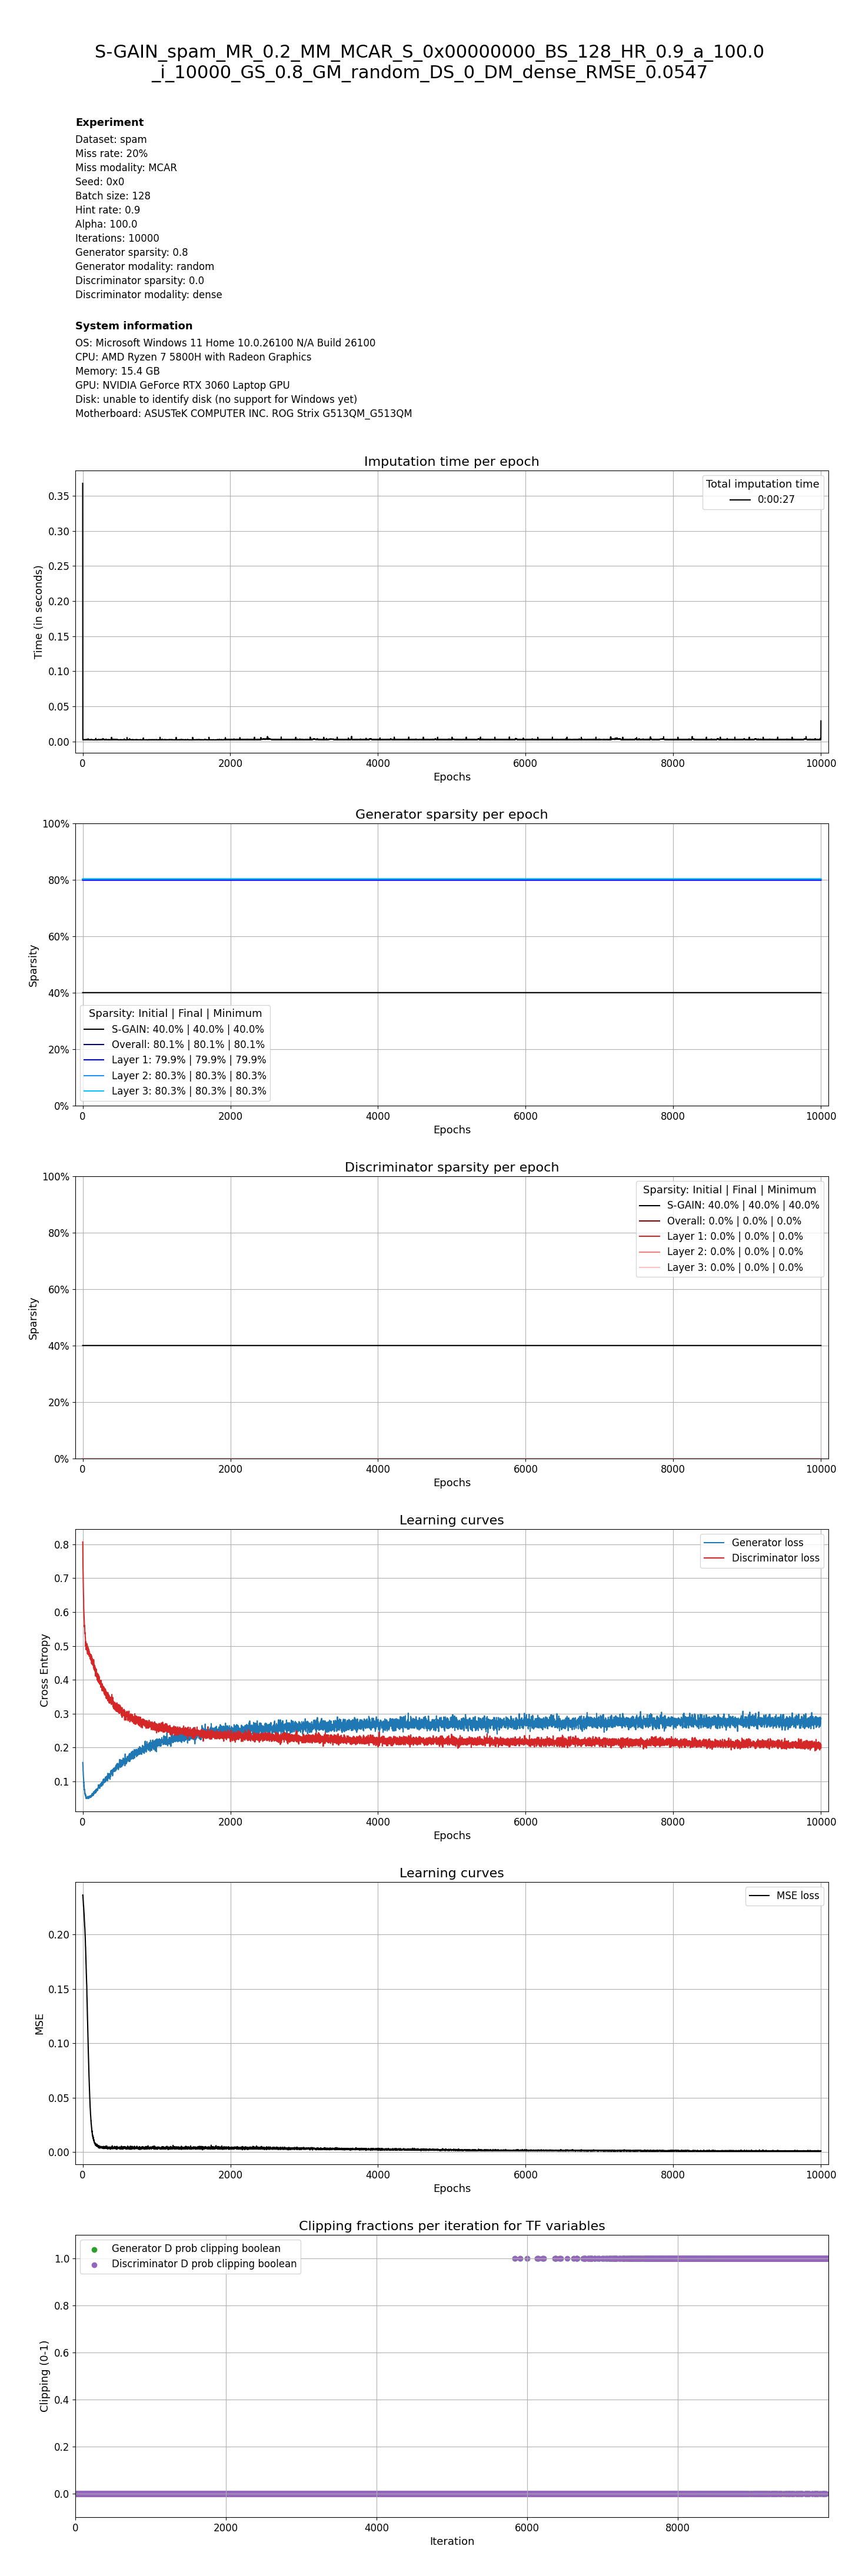 S-GAIN_spam_MR_0.2_MM_MCAR_S_0x00000000_BS_128_HR_0.9_a_100.0
_i_10000_GS_0.8_GM_random_DS_0_DM_dense_RMSE_0.0547
Experiment
Dataset: spam
Miss rate: 20%
Miss modality: MCAR
Seed: 0x0
Batch size: 128
Hint rate: 0.9
Alpha: 100.0
Iterations: 10000
Generator sparsity: 0.8
Generator modality: random
Discriminator sparsity: 0.0
Discriminator modality: dense
System information
OS: Microsoft Windows 11 Home 10.0.26100 N/A Build 26100
CPU: AMD Ryzen 7 5800H with Radeon Graphics
Memory: 15.4 GB
GPU: NVIDIA GeForce RTX 3060 Laptop GPU
Disk: unable to identify disk (no support for Windows yet)
Motherboard: ASUSTeK COMPUTER INC. ROG Strix G513QM_G513QM
Imputation time per epoch
Total imputation time
0:00:27
0.35
0.30
0.25
0.20
0.15
0.10
0.05
0.00
Time (in seconds)
0 2000 4000 6000 8000 10000
Epochs
Generator sparsity per epoch
100%
80%
60%
40%
20%
0%
Sparsity
Sparsity: Initial | Final | Minimum
S-GAIN: 40.0% | 40.0% | 40.0%
Overall: 80.1% | 80.1% | 80.1%
Layer 1: 79.9% | 79.9% | 79.9%
Layer 2: 80.3% | 80.3% | 80.3%
Layer 3: 80.3% | 80.3% | 80.3%
0 2000 4000 6000 8000 10000
Epochs
Discriminator sparsity per epoch
100%
80%
60%
40%
20%
0%
Sparsity
Sparsity: Initial | Final | Minimum
S-GAIN: 40.0% | 40.0% | 40.0%
Overall: 0.0% | 0.0% | 0.0%
Layer 1: 0.0% | 0.0% | 0.0%
Layer 2: 0.0% | 0.0% | 0.0%
Layer 3: 0.0% | 0.0% | 0.0%
0 2000 4000 6000 8000 10000
Epochs
Learning curves
Generator loss
Discriminator loss
0.8
0.7
0.6
0.5
0.4
0.3
0.2
0.1
Cross Entropy
0 2000 4000 6000 8000 10000
Epochs
Learning curves
MSE loss
0.20
0.15
0.10
0.05
0.00
MSE
0 2000 4000 6000 8000 10000
Epochs
Clipping fractions per iteration for TF variables
Generator D prob clipping boolean
Discriminator D prob clipping boolean
1.0
0.8
0.6
0.4
0.2
0.0
Clipping (0-1)
0 2000 4000 6000 8000
Iteration